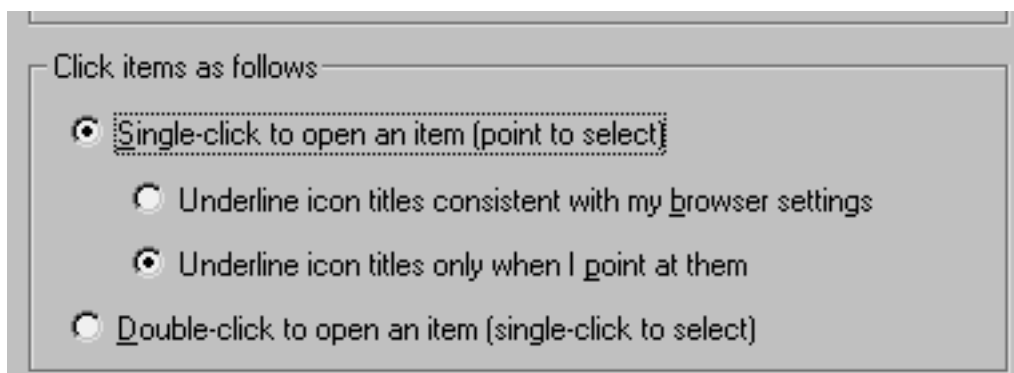 Click items as follows
Single-click to open an item (point to select)
Underline icon titles consistent with my browser settings
Underline icon titles only when I point at them
Double-click to open an item (single-click to select)